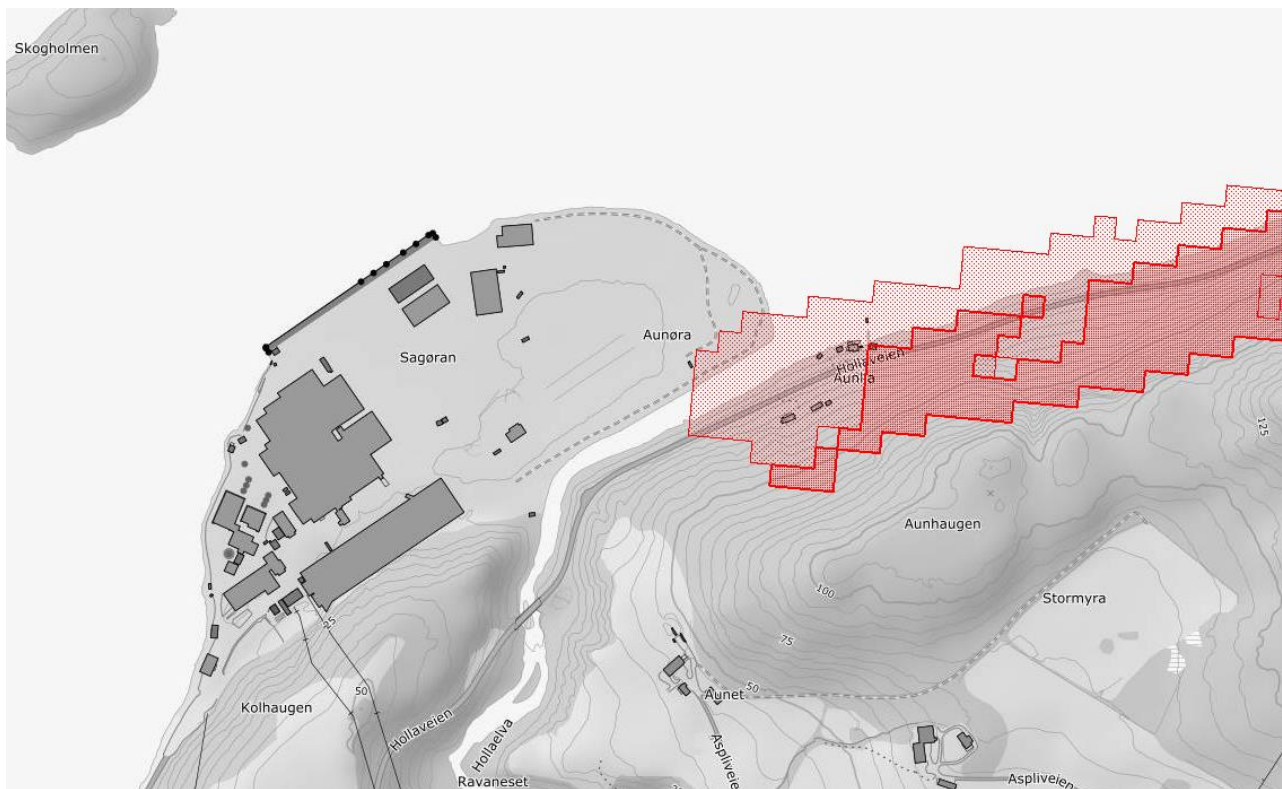 Skogholmen
Aunøra
Sagøran
Hollaveien
Aunlia
125
Aunhaugen
100
Stormyra
25
75
50
50
Aunet
Kolhaugen
Hollaveien
Hollaelva
Aspliveien
Aspliveien
Ravaneset